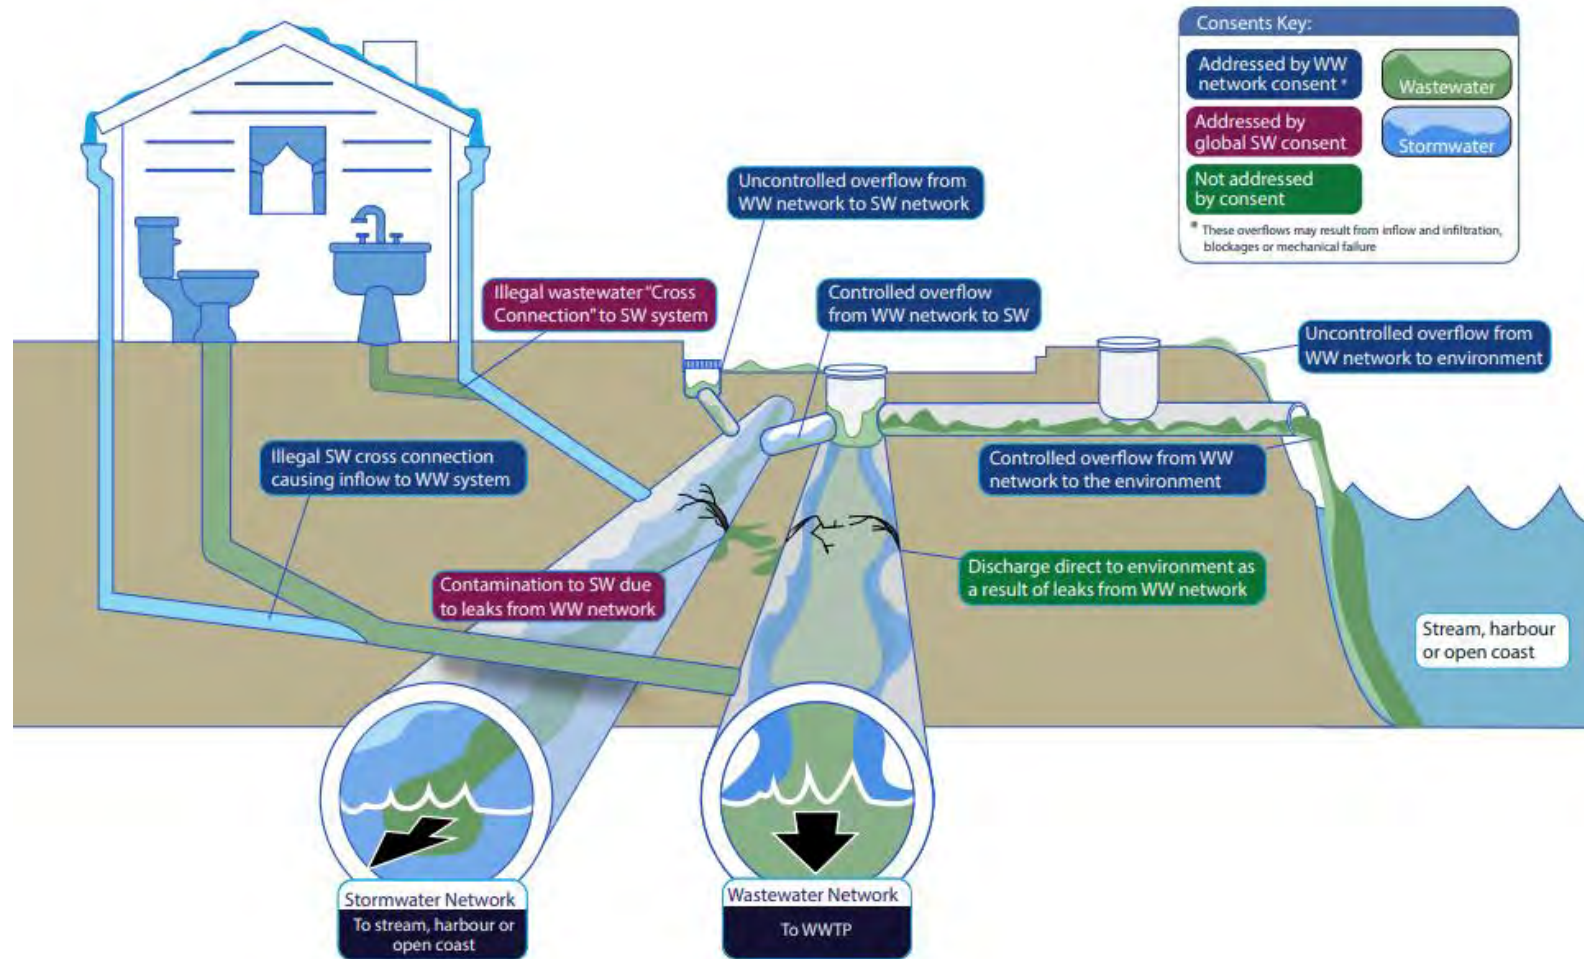 Consents Key:
Addressed by WW
network consent *
Wastewater
Addressed by
global SW consent
Stormwater
Not addressed
by consent
* These overflows may result from inflow and infiltration,
blockages or mechanical failure
Uncontrolled overflow from
WW network to SW network
Illegal wastewater "Cross
Connection" to SW system
Controlled overflow
from WW network to SW
Uncontrolled overflow from
WW network to environment
Illegal SW cross connection
causing inflow to WW system
Controlled overflow from WW
network to the environment
Contamination to SW due
to leaks from WW network
Discharge direct to environment as
a result of leaks from WW network
Stream, harbour
or open coast
Stormwater Network
To stream, harbour or
open coast
Wastewater Network
To WWTP